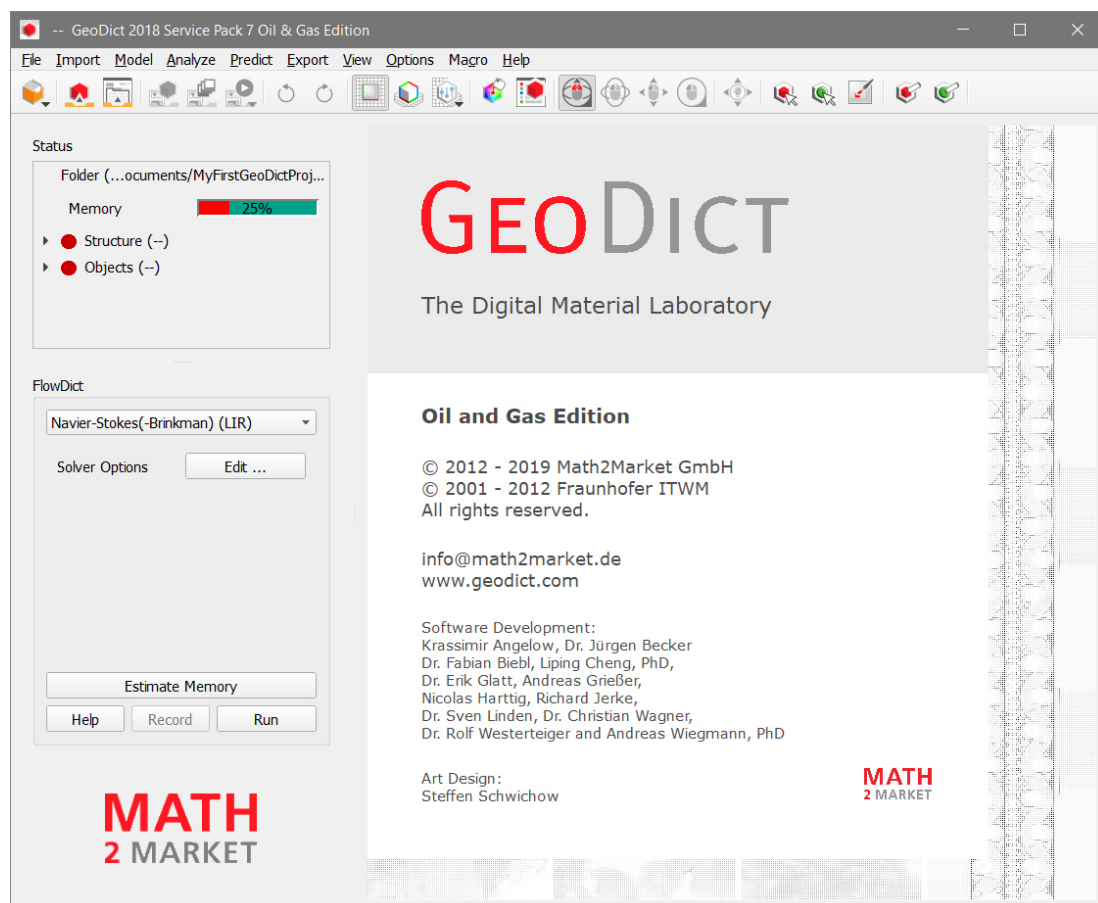 -- GeoDict 2018 Service Pack 7 Oil & Gas Edition
File Import Model Analyze Predict Export View Options Macro Help
Status
Folder (...ocuments/MyFirstGeoDictProj...
Memory 25%
Structure (--)
Objects (--)
FlowDict
Navier-Stokes(-Brinkman) (LIR)
Solver Options Edit ...
Estimate Memory
Help Record Run
MATH
2 MARKET
GEODICT
The Digital Material Laboratory
Oil and Gas Edition
© 2012 - 2019 Math2Market GmbH
© 2001 - 2012 Fraunhofer ITWM
All rights reserved.
info@math2market.de
www.geodict.com
Software Development:
Krassimir Angelow, Dr. Jürgen Becker
Dr. Fabian Biebl, Liping Cheng, PhD,
Dr. Erik Glatt, Andreas Grießer,
Nicolas Harttig, Richard Jerke,
Dr. Sven Linden, Dr. Christian Wagner,
Dr. Rolf Westerteiger and Andreas Wiegmann, PhD
Art Design:
Steffen Schwichow
MATH
2 MARKET